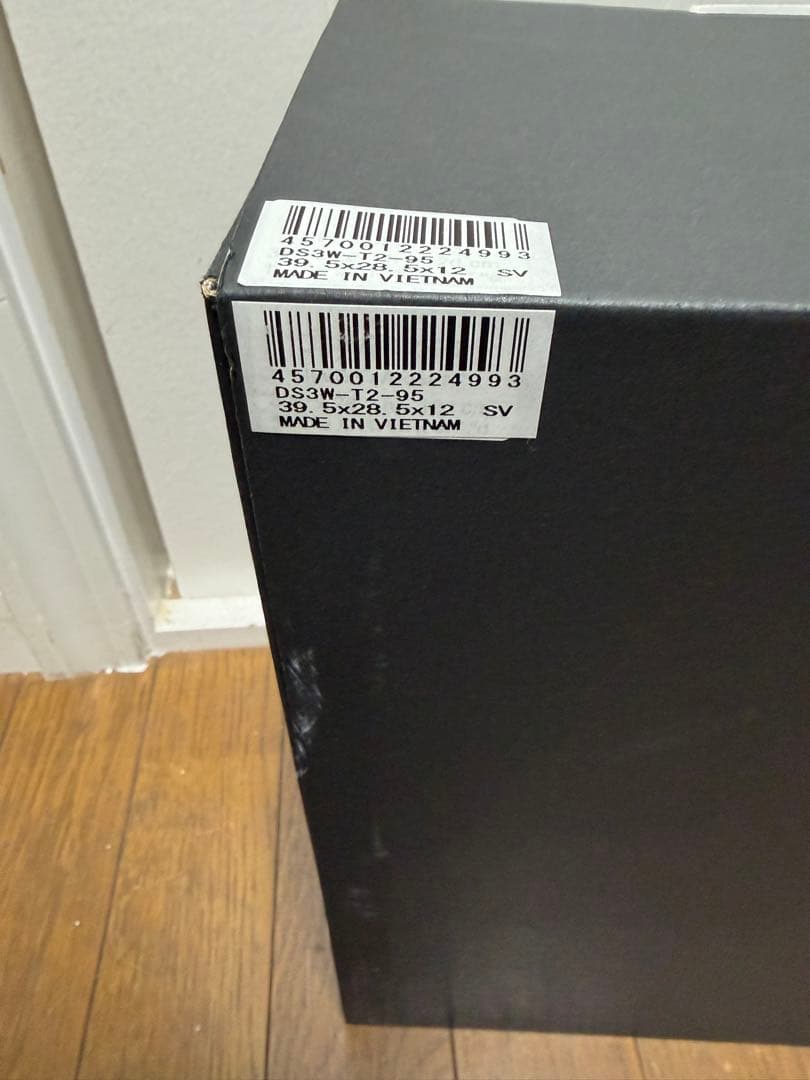 4570012224993
DS3W-T2-95
39.5x28.5x12 SV
MADE IN VIETNAM
4570012224993
DS3W-T2-95
39.5x28.5x12 SV
MADE IN VIETNAM